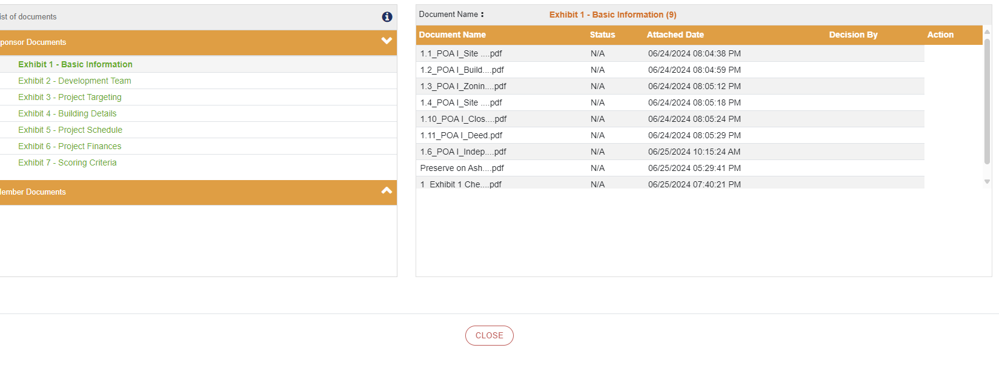 ist of documents
ponsor Documents
Exhibit 1 - Basic Information
Exhibit 2 - Development Team
Exhibit 3 - Project Targeting
Exhibit 4 - Building Details
Exhibit 5 - Project Schedule
Exhibit 6 - Project Finances
Exhibit 7 - Scoring Criteria
ember Documents
Document Name : Exhibit 1 - Basic Information (9)
Document Name Status Attached Date Decision By Action
1.1_POA I_Site ....pdf N/A 06/24/2024 08:04:38 PM
1.2_POA I_Build....pdf N/A 06/24/2024 08:04:59 PM
1.3_POA I_Zonin....pdf N/A 06/24/2024 08:05:12 PM
1.4_POA I_Site ....pdf N/A 06/24/2024 08:05:18 PM
1.10_POA I_Clos....pdf N/A 06/24/2024 08:05:24 PM
1.11_POA I_Deed.pdf N/A 06/24/2024 08:05:29 PM
1.6_POA I_Indep....pdf N/A 06/25/2024 10:15:24 AM
Preserve on Ash....pdf N/A 06/25/2024 05:29:41 PM
1_Exhibit 1 Che....pdf N/A 06/25/2024 07:40:21 PM
CLOSE